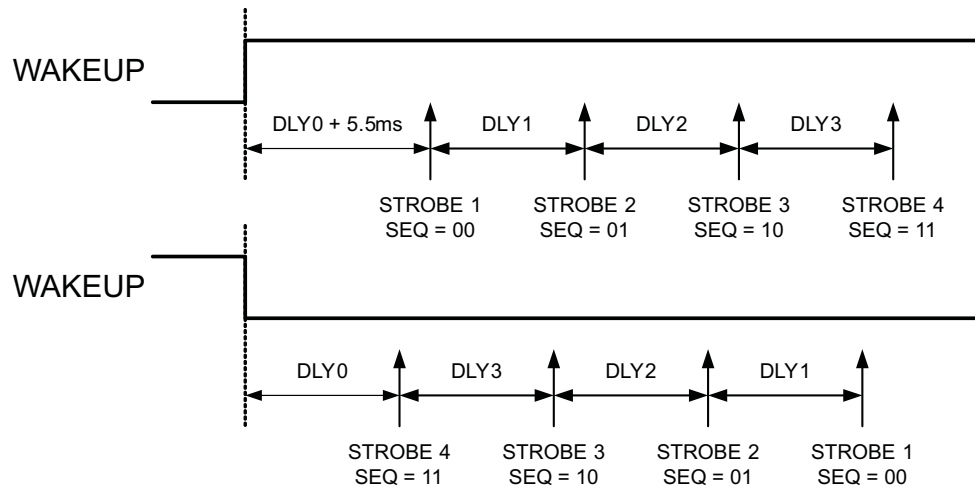 WAKEUP
DLY0 + 5.5ms
DLY1
DLY2
DLY3
STROBE 1
SEQ = 00
STROBE 2
SEQ = 01
STROBE 3
SEQ = 10
STROBE 4
SEQ = 11
WAKEUP
DLY0
DLY3
DLY2
DLY1
STROBE 4
SEQ = 11
STROBE 3
SEQ = 10
STROBE 2
SEQ = 01
STROBE 1
SEQ = 00